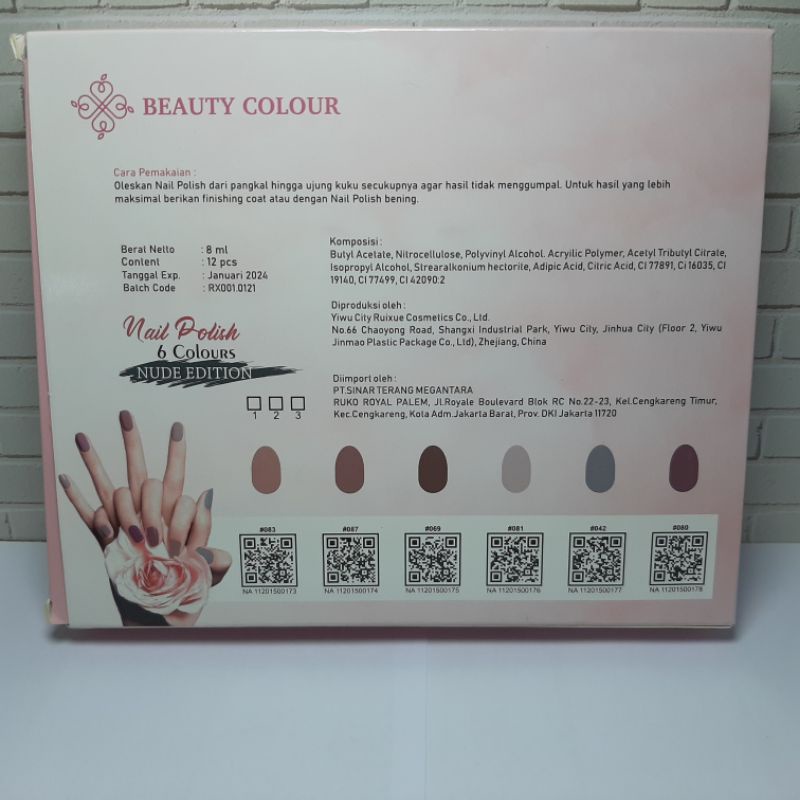 BEAUTY COLOUR
Cara Pemakaian :
Oleskan Nail Polish dari pangkal hingga ujung kuku secukupnya agar hasil tidak menggumpal. Untuk hasil yang lebih
maksimal berikan finishing coat atau dengan Nail Polish bening.
Beral Netto : 8 ml
Content : 12 pcs
Tanggal Exp. : Januari 2024
Batch Code : RX001.0121
Komposisi :
Butyl Acetate, Nitrocellulose, Polyvinyl Alcohol. Acryilic Polymer, Acetyl Tributyl Citrate,
Isopropyl Alcohol, Strearalkonium hectorite, Adipic Acid, Citric Acid, CI 77891, Ci 16035, CI
19140, CI 77499, CI 42090:2
Diproduksi oleh :
Yiwu City Ruixue Cosmetics Co., Ltd.
No.66 Chaoyong Road, Shangxi Industrial Park, Yiwu City, Jinhua City (Floor 2, Yiwu
Jinmao Plastic Package Co., Ltd), Zhejiang, China
Nail Polish
6 Colours
NUDE EDITION
Diimport oleh :
PT.SINAR TERANG MEGANTARA
RUKO ROYAL PALEM, Jl.Royale Boulevard Blok RC No.22-23, Kel.Cengkareng Timur,
Kec.Cengkareng, Kota Adm.Jakarta Barat, Prov. DKI Jakarta 11720
1 2 3
#083 #087 #069 #081 #042 #080
NA 11201500173 NA 11201500174 NA 11201500175 NA 11201500176 NA 11201500177 NA 11201500178